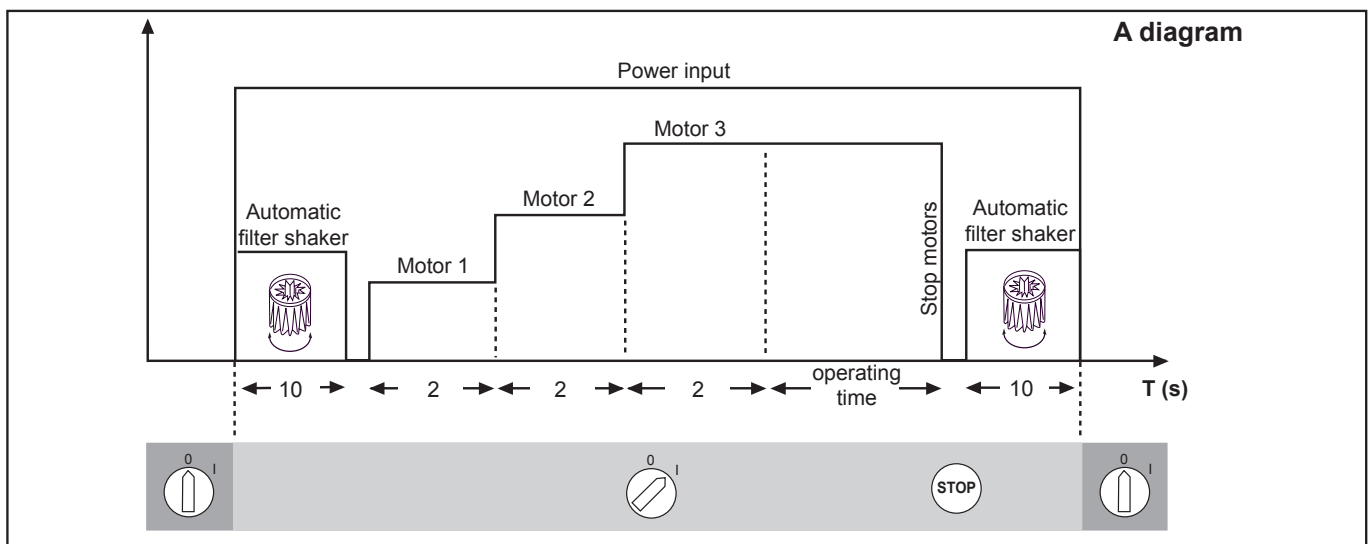 A diagram
Power input
Motor 3
Motor 2
Motor 1
Automatic
filter shaker
Stop motors
Automatic
filter shaker
10
2
2
2
operating
time
10
T (s)
0
I
0
I
STOP
0
I